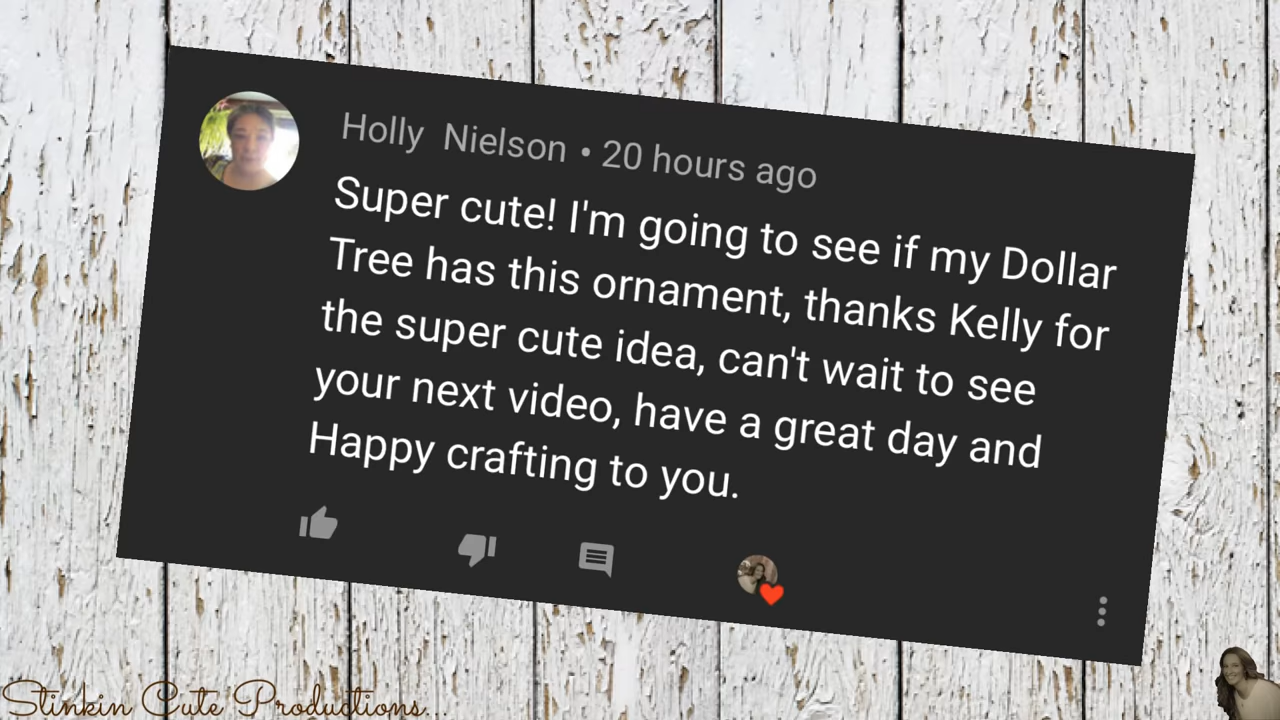 Holly Nielson • 20 hours ago
Super cute! I'm going to see if my Dollar
Tree has this ornament, thanks Kelly for
the super cute idea, can't wait to see
your next video, have a great day and
Happy crafting to you.
Stinkin Cute Productions...